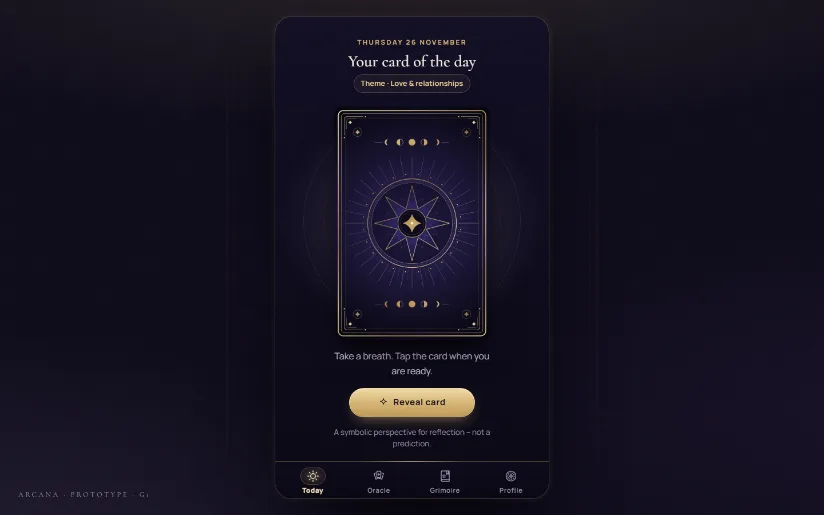 THURSDAY 26 NOVEMBER
Your card of the day
Theme · Love & relationships
Take a breath. Tap the card when you
are ready.
Reveal card
A symbolic perspective for reflection – not a
prediction.
Today
Oracle
Grimoire
Profile
ARCANA · PROTOTYPE · G1